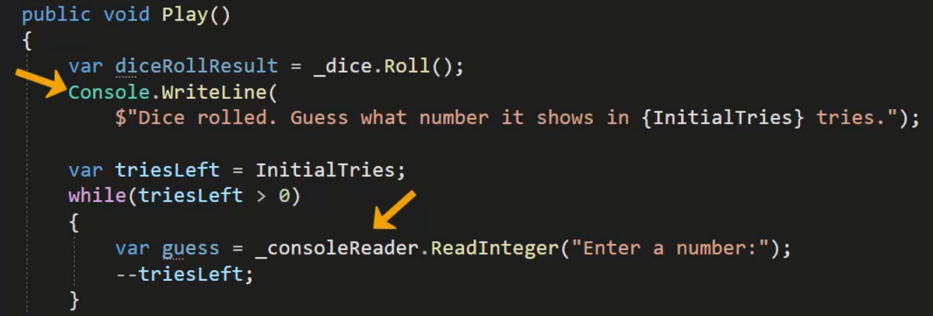 public void Play()
{
var diceRollResult = _dice.Roll();
Console.WriteLine(
$"Dice rolled. Guess what number it shows in {InitialTries} tries.");
var triesLeft = InitialTries;
while(triesLeft > 0)
{
var guess = _consoleReader.ReadInteger("Enter a number:");
--triesLeft;
}